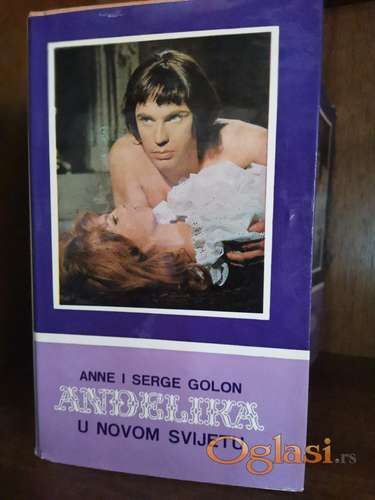 ANNE I SERGE GOLON
ANĐELIKA
U NOVOM SVIJETU
Oglasi.rs